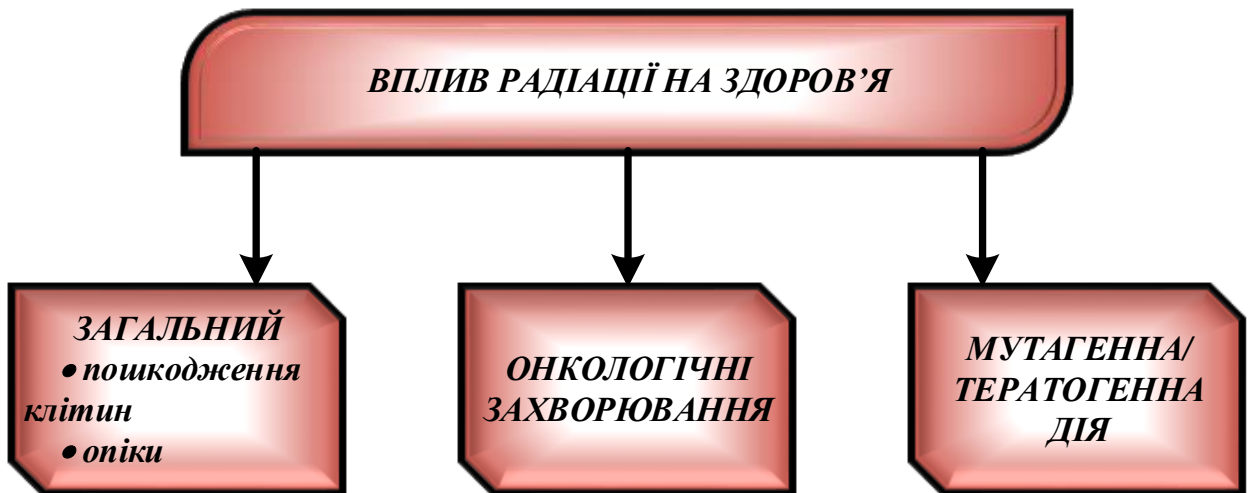 ВПЛИВ РАДІАЦІЇ НА ЗДОРОВ’Я
ЗАГАЛЬНИЙ
• пошкодження
клітин
• опіки
ОНКОЛОГІЧНІ
ЗАХВОРЮВАННЯ
МУТАГЕННА/
ТЕРАТОГЕННА
ДІЯ